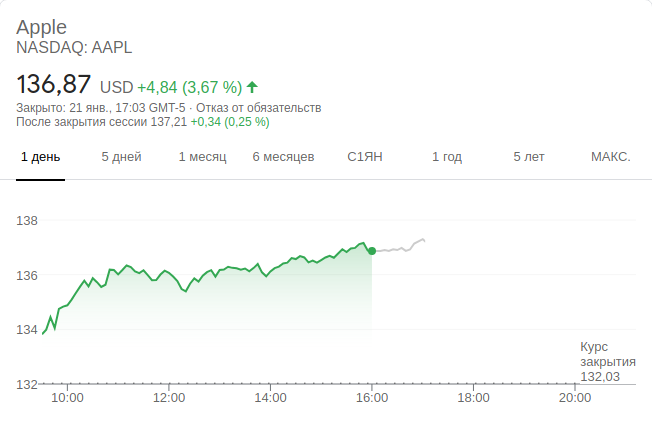 Apple
NASDAQ: AAPL
136,87 USD +4,84 (3,67 %)
Закрыто: 21 янв., 17:03 GMT-5 · Отказ от обязательств
После закрытия сессии 137,21 +0,34 (0,25 %)
1 день 5 дней 1 месяц 6 месяцев С1ЯН 1 год 5 лет МАКС.
138
136
134
Курс
закрытия
132,03
132
10:00 12:00 14:00 16:00 18:00 20:00